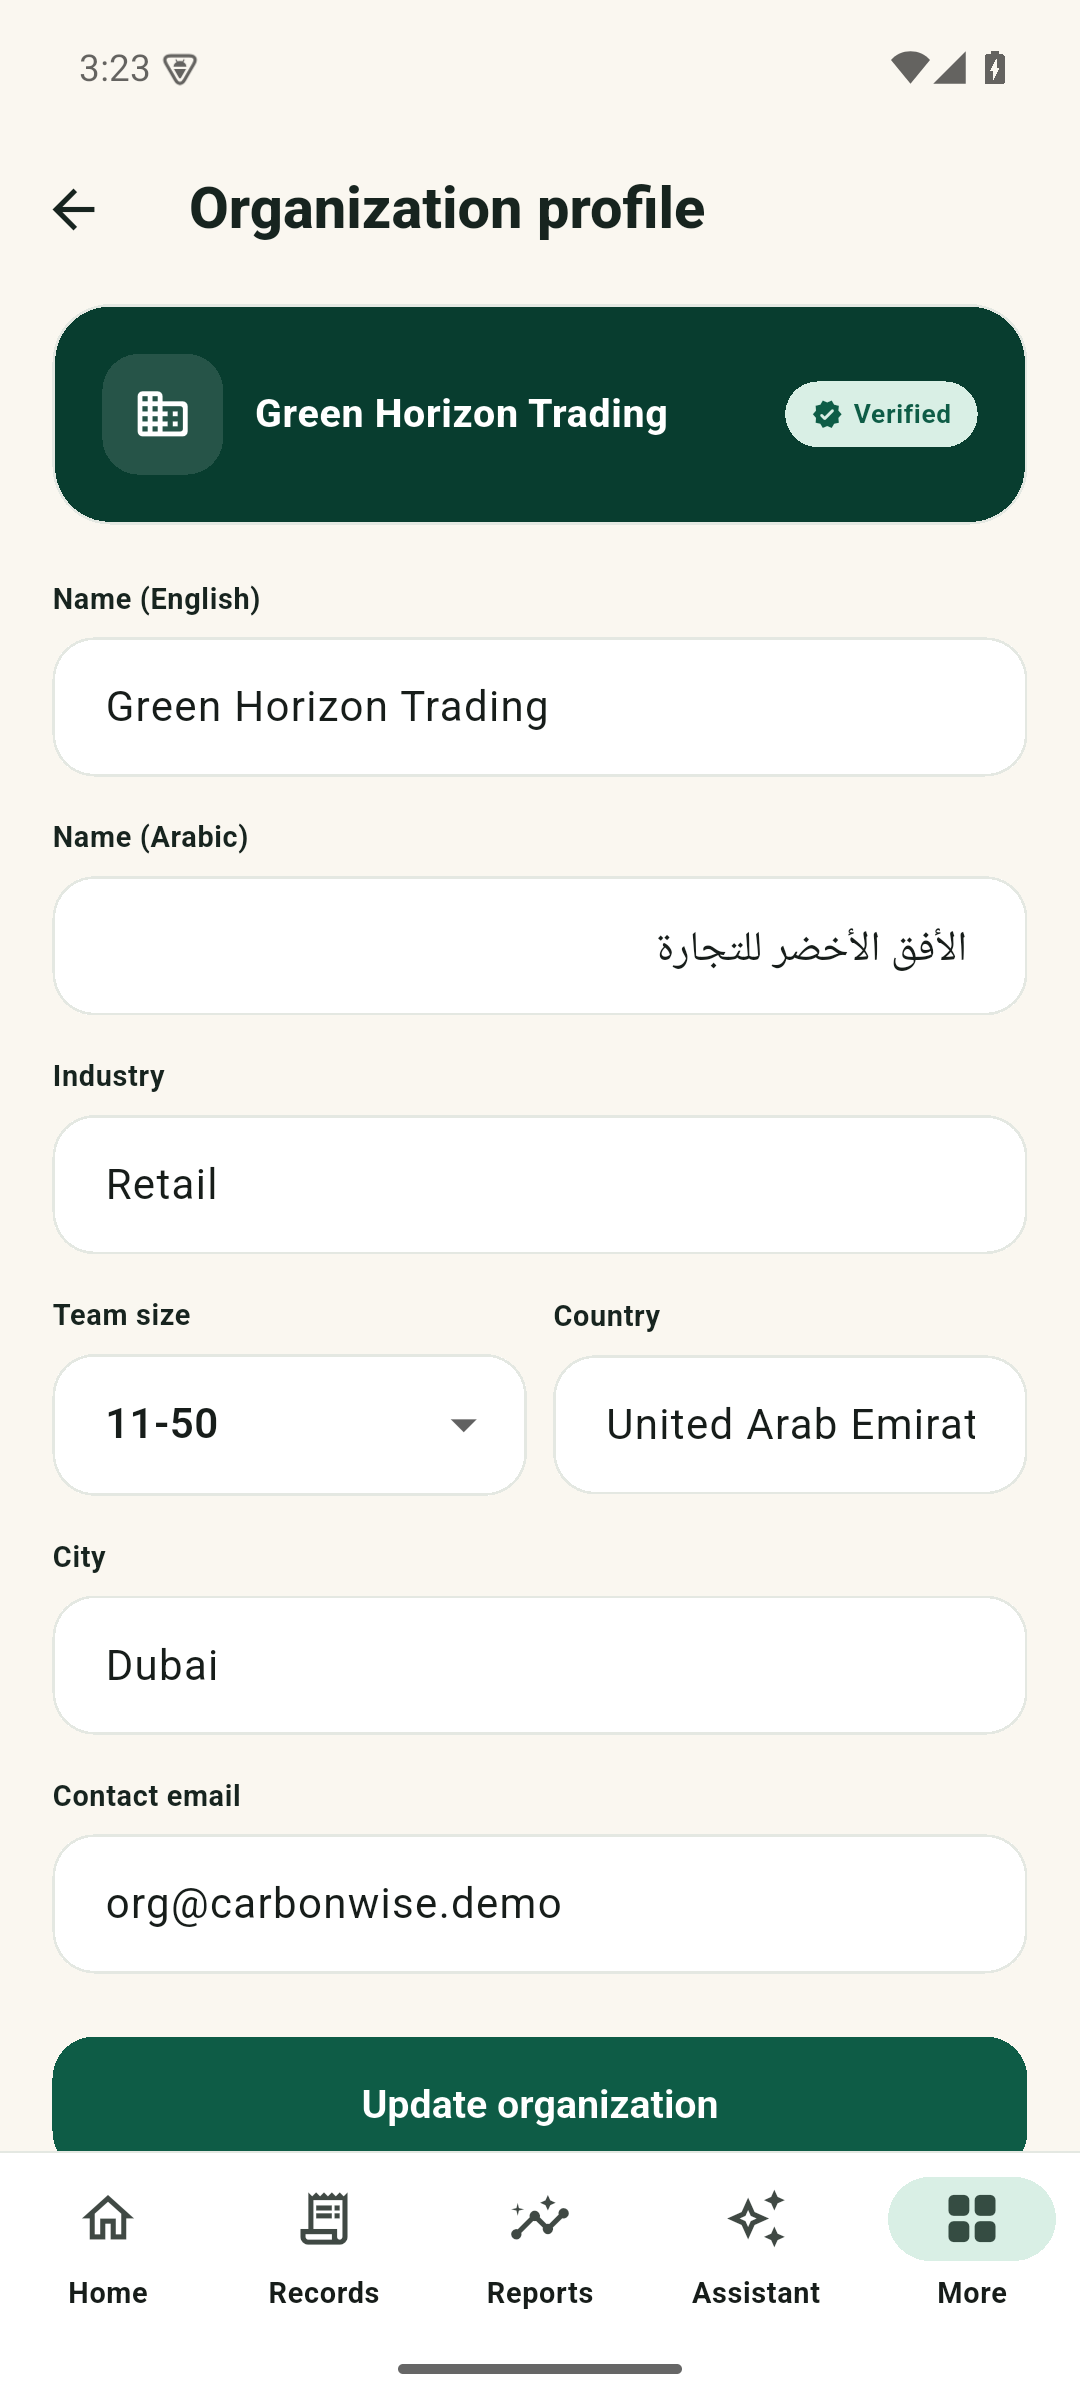 3:23
Organization profile
Green Horizon Trading
Verified
Name (English)
Green Horizon Trading
Name (Arabic)
الأفق الأخضر للتجارة
Industry
Retail
Team size
Country
11-50
United Arab Emirat
City
Dubai
Contact email
org@carbonwise.demo
Update organization
Home
Records
Reports
Assistant
More